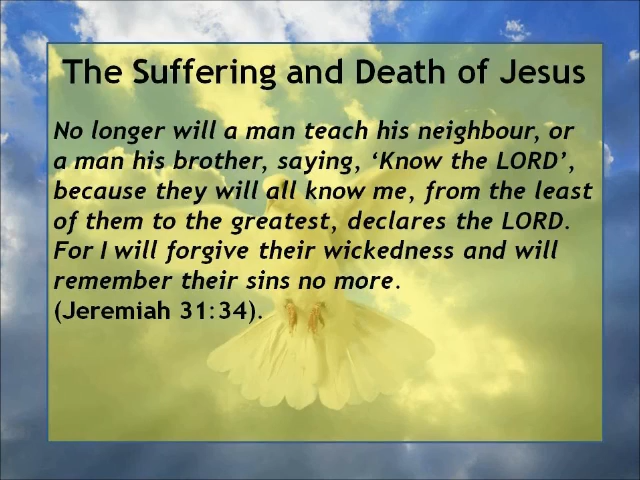 The Suffering and Death of Jesus
No longer will a man teach his neighbour, or
a man his brother, saying, ‘Know the LORD’,
because they will all know me, from the least
of them to the greatest, declares the LORD.
For I will forgive their wickedness and will
remember their sins no more.
(Jeremiah 31:34).